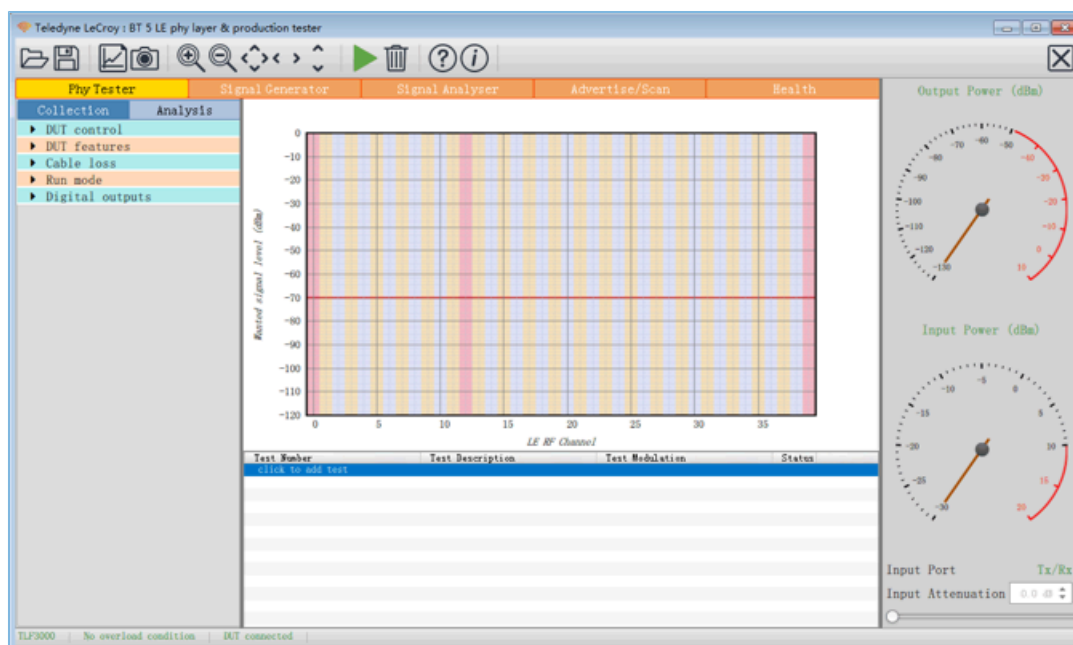 Teledyne LeCroy : BT 5 LE phy layer & production tester
Phy Tester Signal Generator Signal Analyser Advertise/Scan Health
Collection Analysis
DUT control
DUT features
Cable loss
Run mode
Digital outputs
Wanted signal level (dBm)
0
-10
-20
-30
-40
-50
-60
-70
-80
-90
-100
-110
-120
0 5 10 15 20 25 30 35
LE RF Channel
Test Number Test Description Test Modulation Status
click to add test
Output Power (dBm)
-130
-120
-110
-100
-90
-80
-70
-60
-50
-40
-30
-20
-10
0
10
Input Power (dBm)
-30
-25
-20
-15
-10
-5
0
5
10
15
20
Input Port Tx/Rx
Input Attenuation 0.0 dB
TLF3000 No overload condition DUT connected